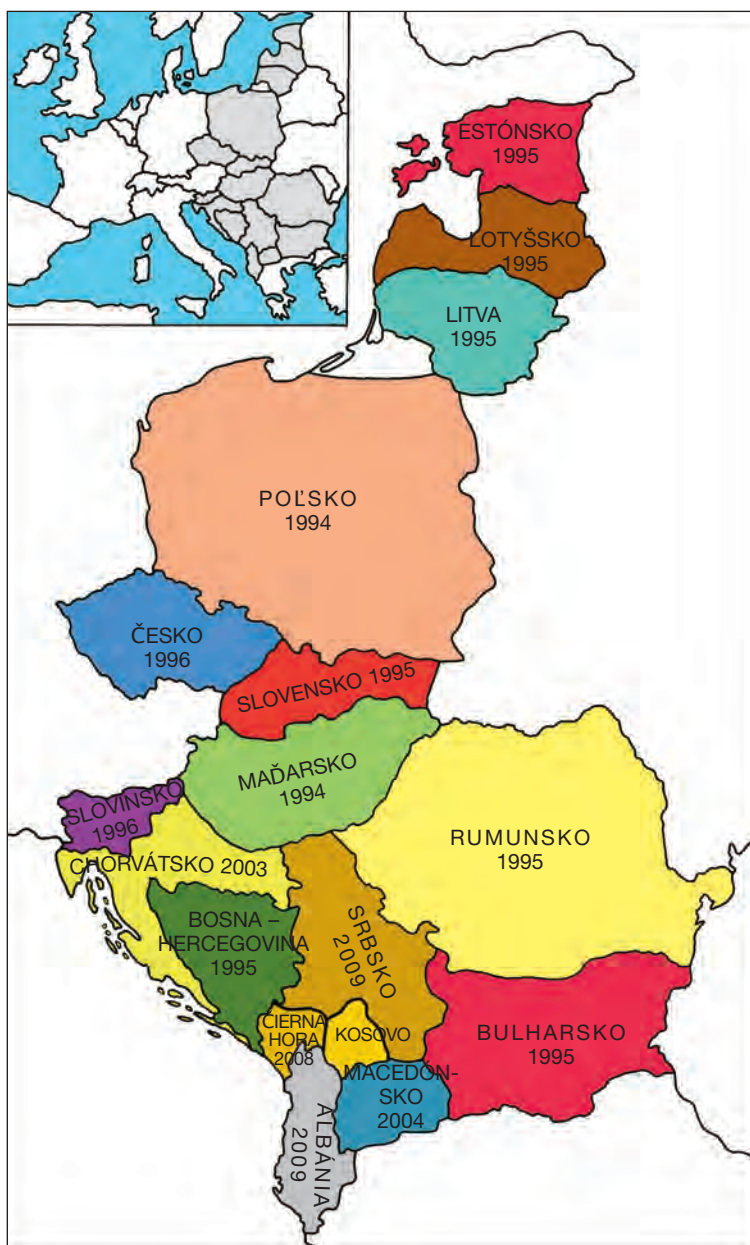 ESTÓNSKO
1995
LOTYŠSKO
1995
LITVA
1995
POĽSKO
1994
ČESKO
1996
SLOVENSKO 1995
MAĎARSKO
1994
SLOVINSKO
1996
CHORVÁTSKO 2003
RUMUNSKO
1995
BOSNA –
HERCEGOVINA
1995
SRBSKO
2009
ČIERNA
HORA
2008
KOSOVO
BULHARSKO
1995
MACEDÓN-
SKO
2004
ALBÁNIA
2009